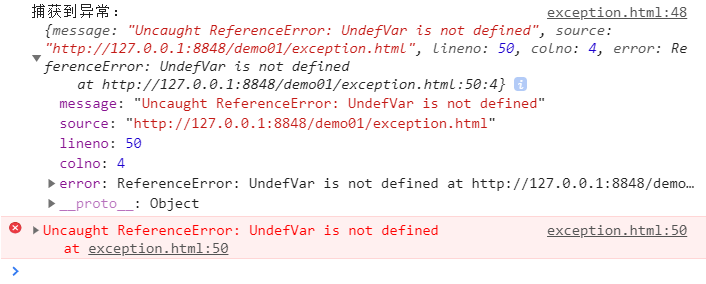 捕获到异常： exception.html:48
{message: "Uncaught ReferenceError: UndefVar is not defined", source:
"http://127.0.0.1:8848/demo01/exception.html", lineno: 50, colno: 4, error: Re
ferenceError: UndefVar is not defined
at http://127.0.0.1:8848/demo01/exception.html:50:4} i
message: "Uncaught ReferenceError: UndefVar is not defined"
source: "http://127.0.0.1:8848/demo01/exception.html"
lineno: 50
colno: 4
error: ReferenceError: UndefVar is not defined at http://127.0.0.1:8848/demo…
__proto__: Object
Uncaught ReferenceError: UndefVar is not defined exception.html:50
at exception.html:50